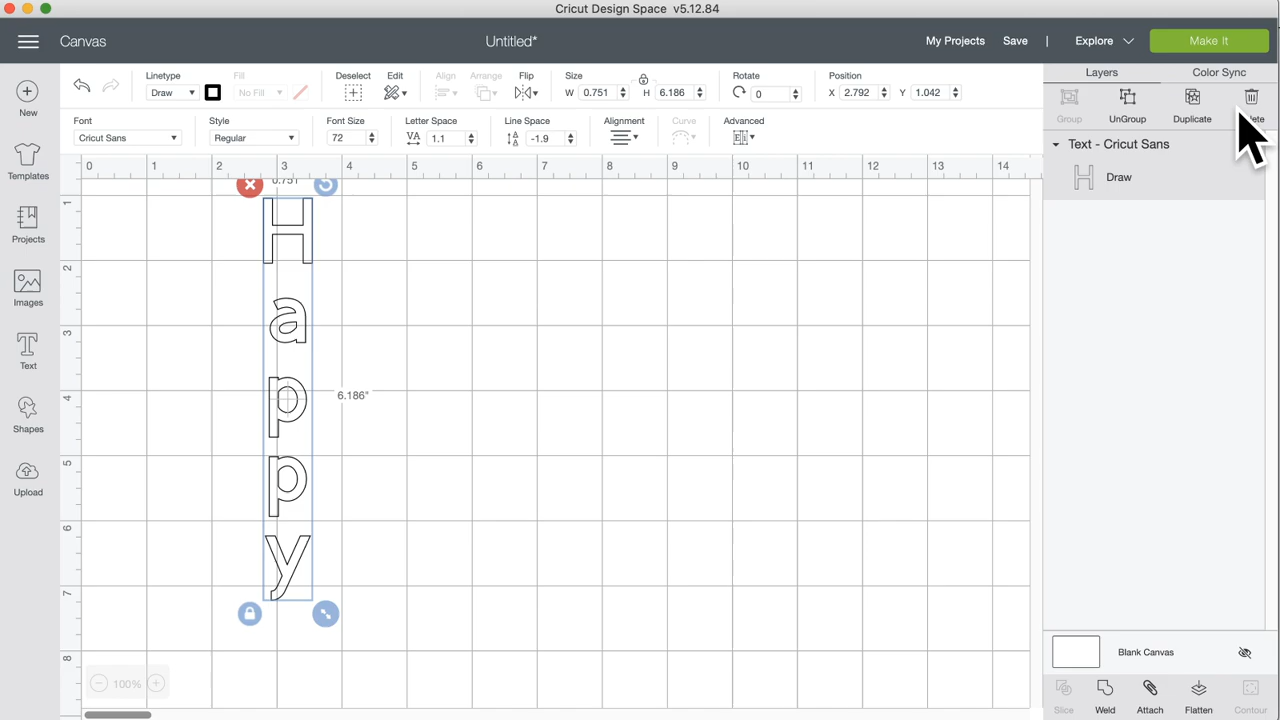 Cricut Design Space v5.12.84
Canvas
Untitled*
My Projects
Save
|
Explore
Make It
Linetype
Draw
Fill
No Fill
Deselect
Edit
Align
Arrange
Flip
Size
W 0.751
H 6.186
Rotate
0
Position
X 2.792
Y 1.042
Layers
Color Sync
Font
Cricut Sans
Style
Regular
Font Size
72
Letter Space
VA 1.1
Line Space
-1.9
Alignment
Curve
Advanced
Group
UnGroup
Duplicate
New
Templates
Projects
Images
Text
Shapes
Upload
0 1 2 3 4 5 6 7 8 9 10 11 12 13 14
1
2
3
4
5
6
7
8
0.751
H
a
p
p
y
6.186"
100%
Text - Cricut Sans
Draw
Blank Canvas
Slice
Weld
Attach
Flatten
Contour